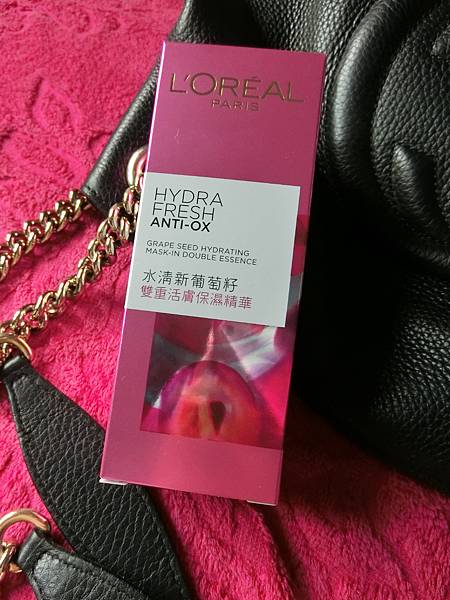 L'ORÉAL
PARIS
HYDRA
FRESH
ANTI-OX
GRAPE SEED HYDRATING
MASK-IN DOUBLE ESSENCE
水清新葡萄籽
雙重活膚保濕精華